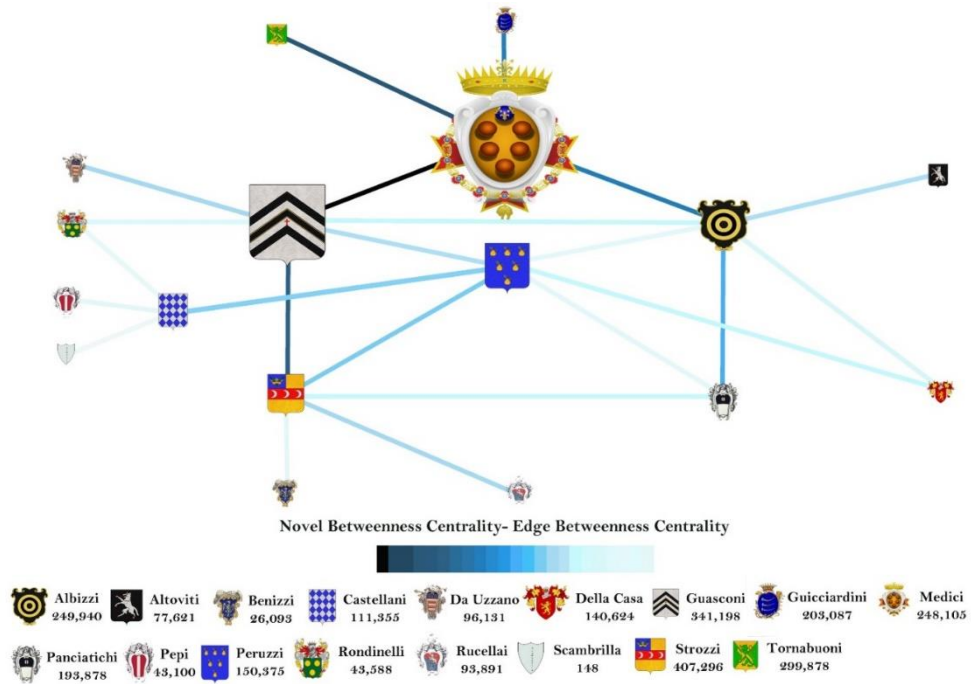 Novel Betweenness Centrality- Edge Betweenness Centrality
Albizzi
249,940
Altoviti
77,621
Benizzi
26,093
Castellani
111,355
Da Uzzano
96,131
Della Casa
140,624
Guasconi
341,198
Guicciardini
203,087
Medici
248,105
Panciatichi
193,878
Pepi
43,100
Peruzzi
150,375
Rondinelli
43,588
Rucellai
93,891
Scambrilla
148
Strozzi
407,296
Tornabuoni
299,878